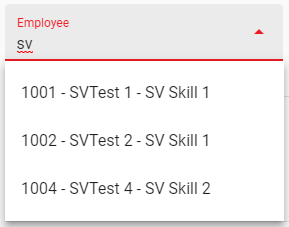 Employee
sv
1001 - SVTest 1 - SV Skill 1
1002 - SVTest 2 - SV Skill 1
1004 - SVTest 4 - SV Skill 2